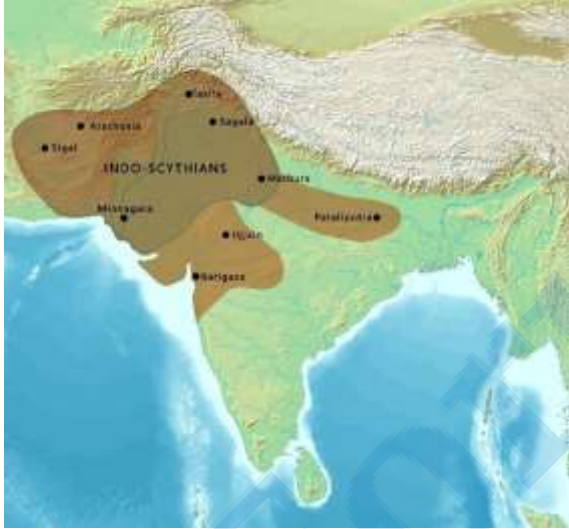 Taxila
Arachosia
Sagala
Sigal
INDO-SCYTHIANS
Mathura
Minnagara
Pataliputra
Ujjain
Barigaza